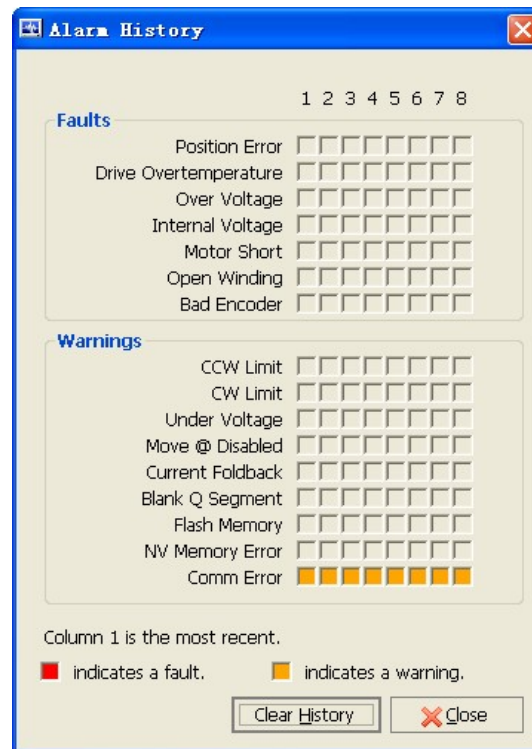 Alarm History
1 2 3 4 5 6 7 8
Faults
Position Error
Drive Overtemperature
Over Voltage
Internal Voltage
Motor Short
Open Winding
Bad Encoder
Warnings
CCW Limit
CW Limit
Under Voltage
Move @ Disabled
Current Foldback
Blank Q Segment
Flash Memory
NV Memory Error
Comm Error
Column 1 is the most recent.
indicates a fault. indicates a warning.
Clear History Close